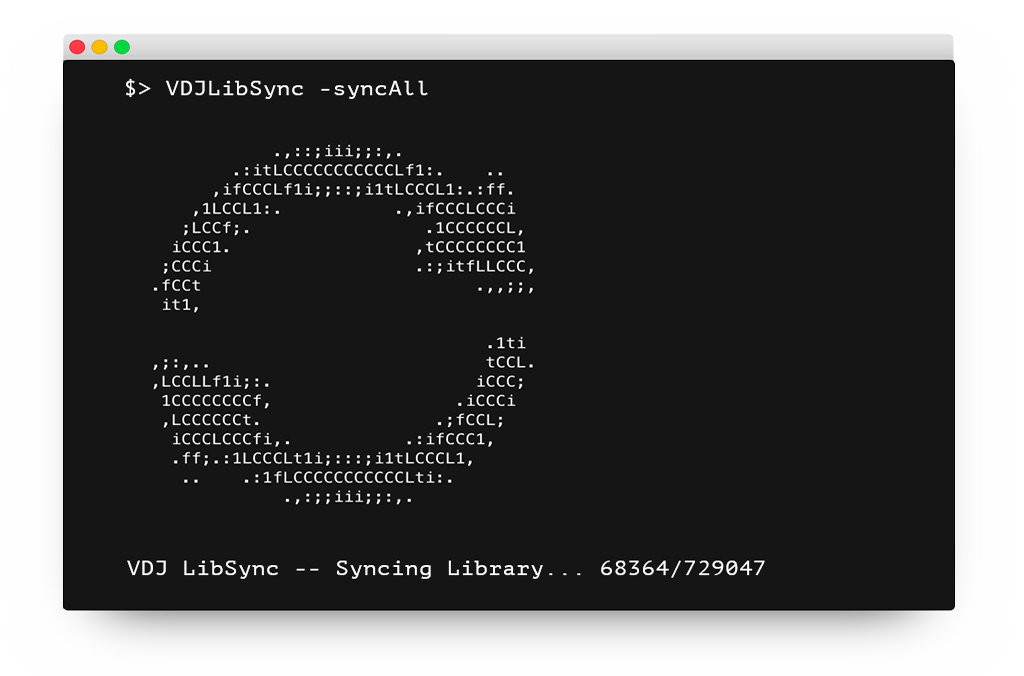 $> VDJLibSync -syncAll
            .,::;iii;;:,.
        .:itLCCCCCCCCCCCLf1:.    ..
      ,ifCCCLf1i;;::;i1tLCCCL1:.:ff.
    ,1LCCL1:.           .,ifCCCLCCCi
   ;LCCf;.                 .1CCCCCCL,
  iCCC1.                  ,tCCCCCCCC1
 ;CCCi                    .:;itfLLCCC,
.fCCt                           .,,;;,
 it1,
                                 .1ti
,;:,..                           tCCL.
,LCCLLf1i;:.                    iCCC;
 1CCCCCCCCf,                  .iCCCi
 ,LCCCCCCt.                 .;fCCL;
  iCCCLCCCfi,.           .:ifCCC1,
  .ff;.:1LCCCLt1i;:::;i1tLCCCL1,
   ..    .:1fLCCCCCCCCCCCLti:.
             .,:;;iii;;:,.
VDJ LibSync -- Syncing Library... 68364/729047